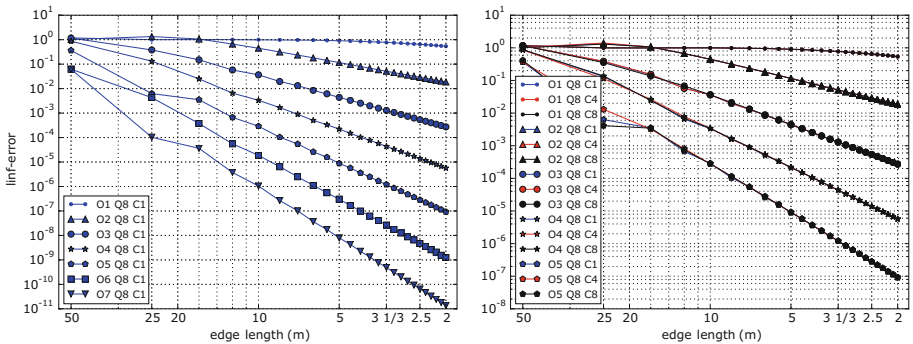 10^1
10^0
10^-1
10^-2
10^-3
10^-4
10^-5
10^-6
10^-7
10^-8
10^-9
10^-10
10^-11
linf-error
O1 Q8 C1
O2 Q8 C1
O3 Q8 C1
O4 Q8 C1
O5 Q8 C1
O6 Q8 C1
O7 Q8 C1
50 25 20 10 5 3 1/3 2.5 2
edge length (m)
10^1
10^0
10^-1
10^-2
10^-3
10^-4
10^-5
10^-6
10^-7
10^-8
O1 Q8 C1
O1 Q8 C4
O1 Q8 C8
O2 Q8 C1
O2 Q8 C4
O2 Q8 C8
O3 Q8 C1
O3 Q8 C4
O3 Q8 C8
O4 Q8 C1
O4 Q8 C4
O4 Q8 C8
O5 Q8 C1
O5 Q8 C4
O5 Q8 C8
50 25 20 10 5 3 1/3 2.5 2
edge length (m)